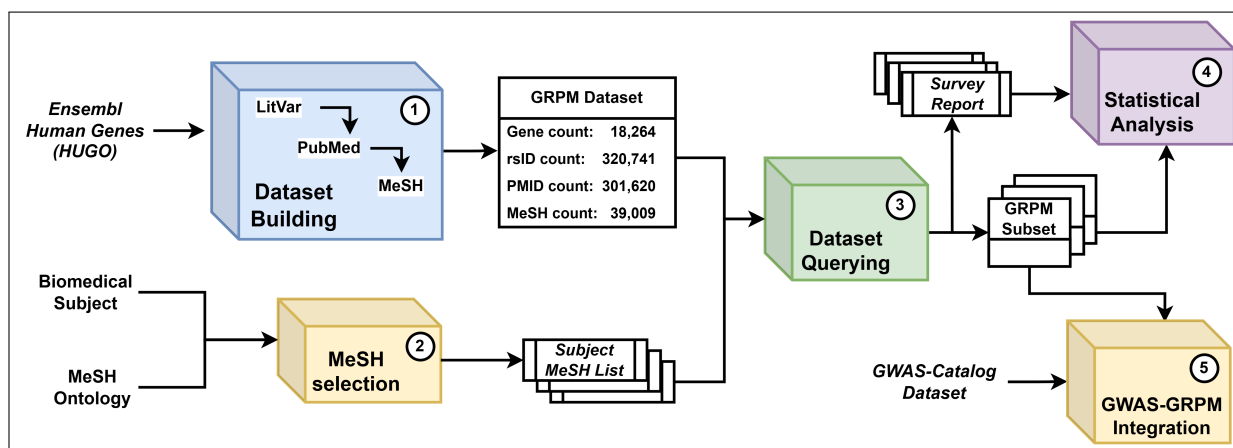 Ensembl
Human Genes
(HUGO)
1
LitVar
PubMed
MeSH
Dataset
Building
GRPM Dataset
Gene count: 18,264
rsID count: 320,741
PMID count: 301,620
MeSH count: 39,009
Biomedical
Subject
MeSH
Ontology
2
MeSH
selection
Subject
MeSH List
3
Dataset
Querying
Survey
Report
GRPM
Subset
4
Statistical
Analysis
GWAS-Catalog
Dataset
5
GWAS-GRPM
Integration